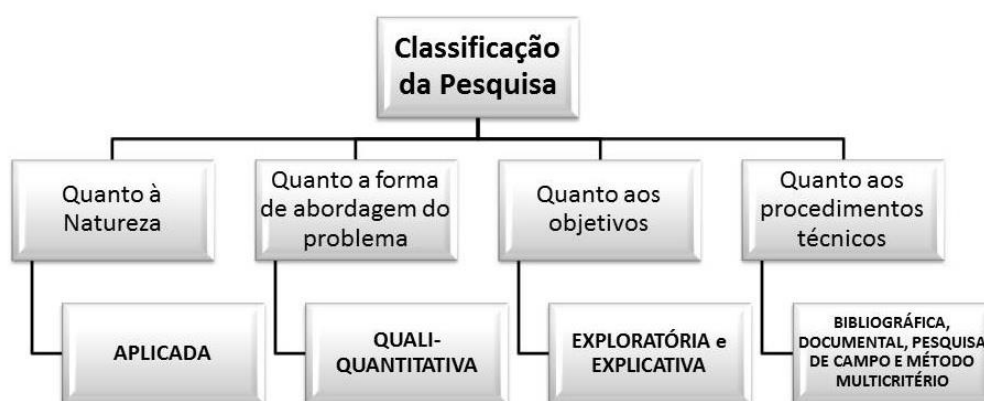 Classificação
da Pesquisa
Quanto à
Natureza
Quanto a forma
de abordagem do
problema
Quanto aos
objetivos
Quanto aos
procedimentos
técnicos
APLICADA
QUALI-
QUANTITATIVA
EXPLORATÓRIA e
EXPLICATIVA
BIBLIOGRÁFICA,
DOCUMENTAL, PESQUISA
DE CAMPO E MÉTODO
MULTICRITÉRIO